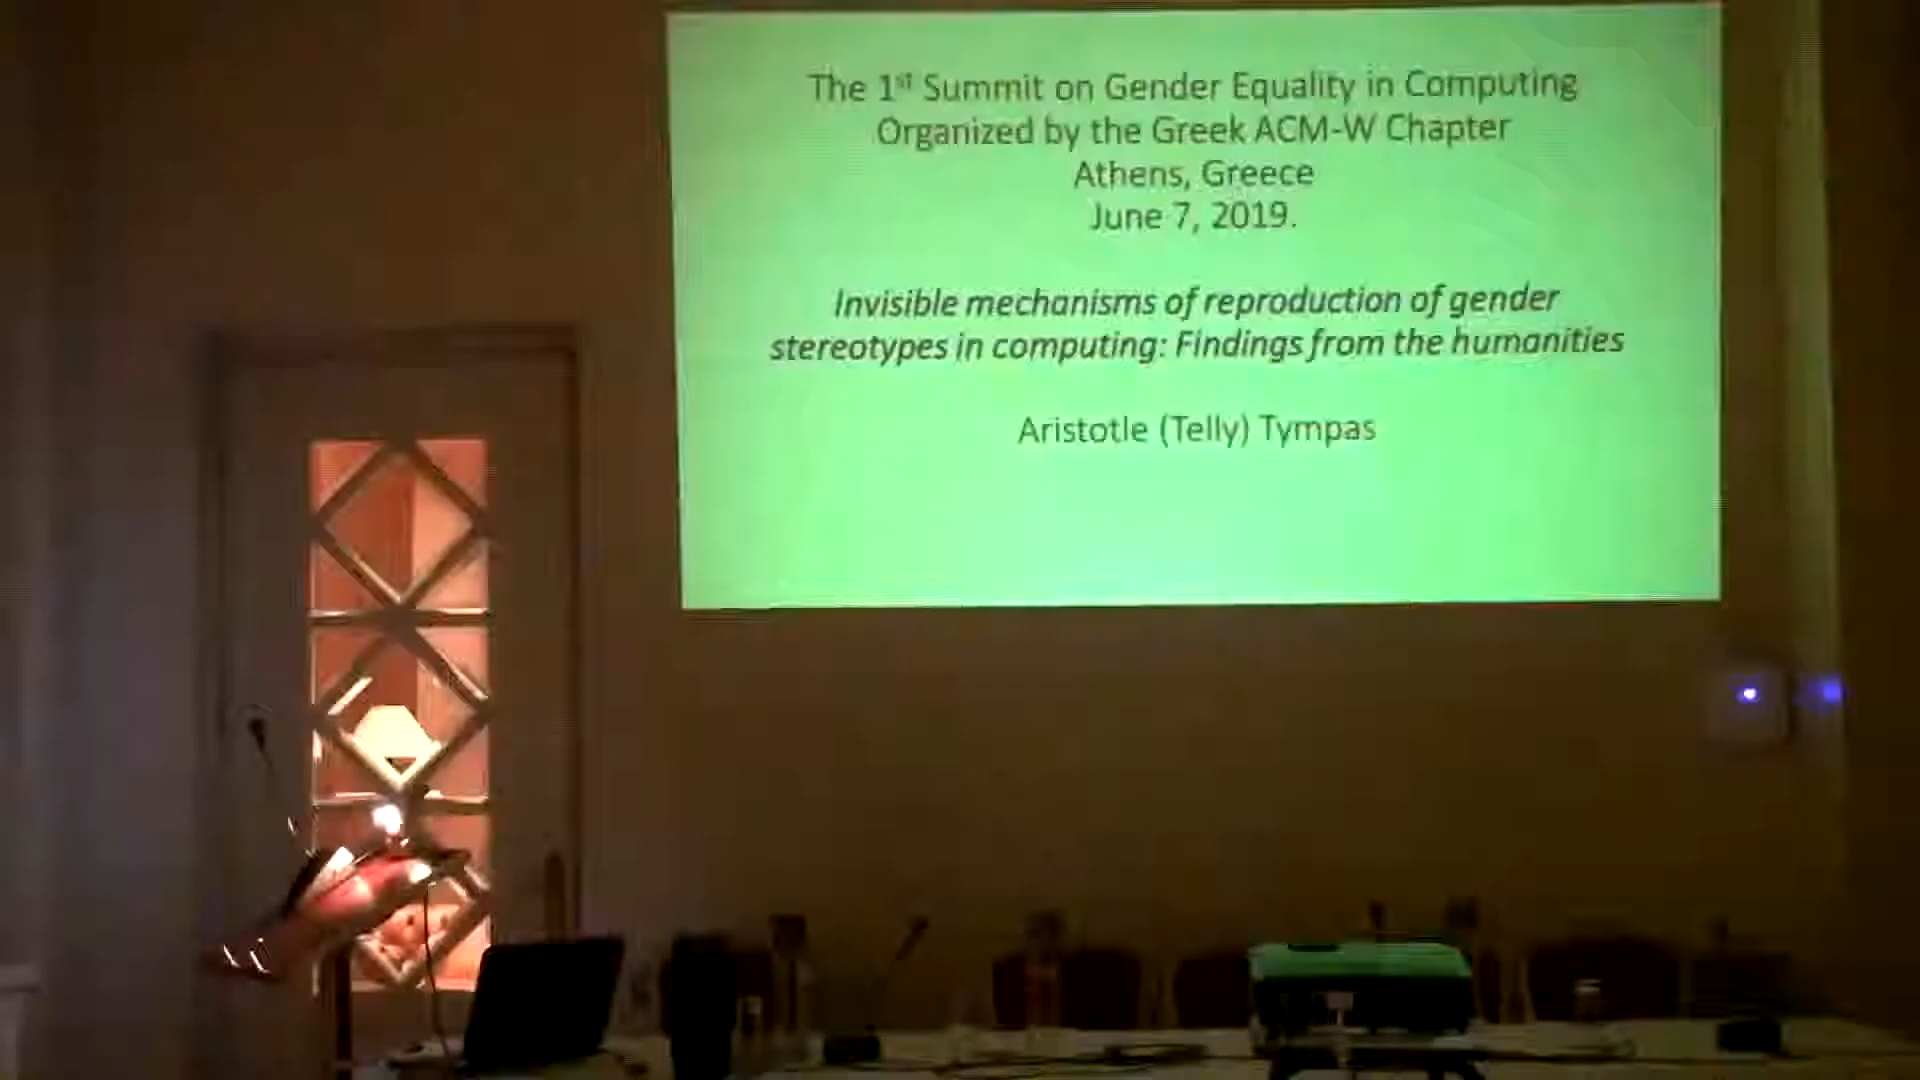 The 1st Summit on Gender Equality in Computing
Organized by the Greek ACM-W Chapter
Athens, Greece
June 7, 2019.
Invisible mechanisms of reproduction of gender
stereotypes in computing: Findings from the humanities
Aristotle (Telly) Tympas